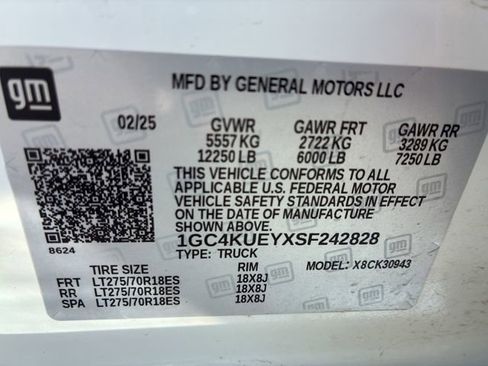 gm
MFD BY GENERAL MOTORS LLC
02/25 GVWR GAWR FRT GAWR RR
5557 KG 2722 KG 3289 KG
12250 LB 6000 LB 7250 LB
THIS VEHICLE CONFORMS TO ALL
APPLICABLE U.S. FEDERAL MOTOR
VEHICLE SAFETY STANDARDS IN EFFECT
ON THE DATE OF MANUFACTURE
SHOWN ABOVE.
1GC4KUEYXSF242828
8624
TYPE: TRUCK
TIRE SIZE RIM MODEL: X8CK30943
FRT LT275/70R18ES 18X8J
RR LT275/70R18ES 18X8J
SPA LT275/70R18ES 18X8J